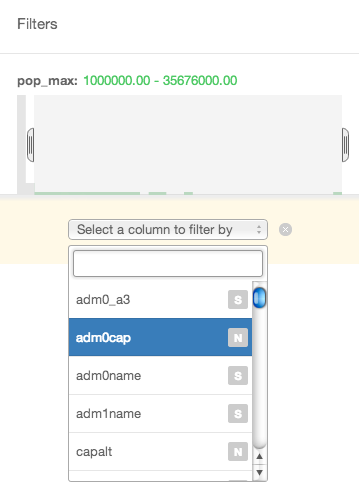 Filters
pop_max: 1000000.00 - 35676000.00
Select a column to filter by
adm0_a3 S
adm0cap N
adm0name S
adm1name S
capalt N